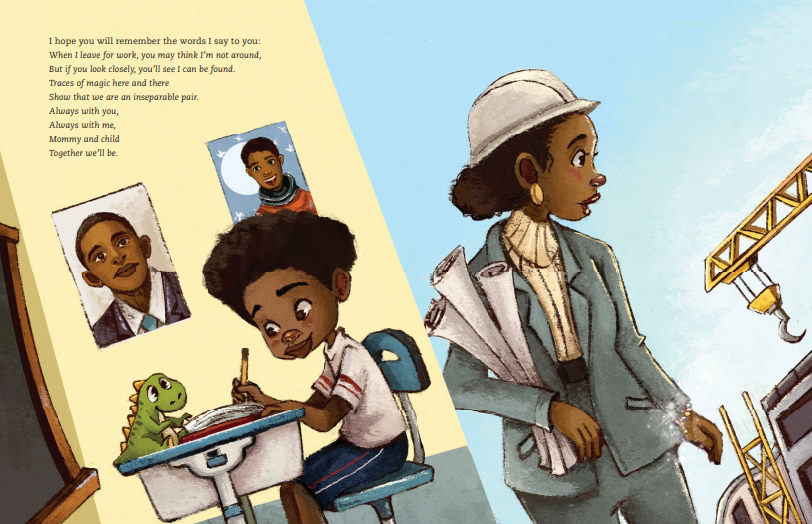 I hope you will remember the words I say to you:
When I leave for work, you may think I'm not around,
But if you look closely, you'll see I can be found.
Traces of magic here and there
Show that we are an inseparable pair.
Always with you,
Always with me,
Mommy and child
Together we'll be.